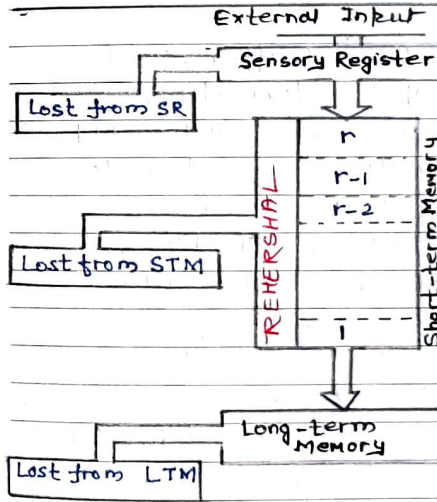 External Input
Sensory Register
Lost from SR
r
r-1
r-2
REHERSHAL
Short-term Memory
Lost from STM
1
Long-term
Memory
Lost from LTM